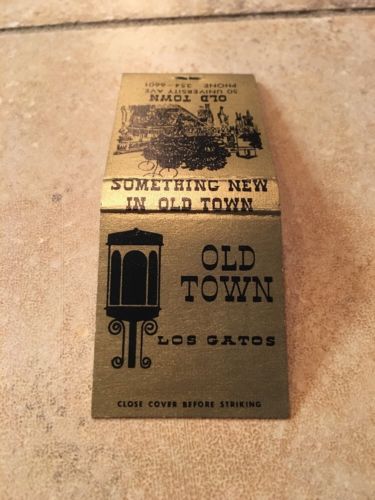 PHONE 354-6601
50 UNIVERSITY AVE
OLD TOWN
SOMETHING NEW
IN OLD TOWN
OLD
TOWN
LOS GATOS
CLOSE COVER BEFORE STRIKING